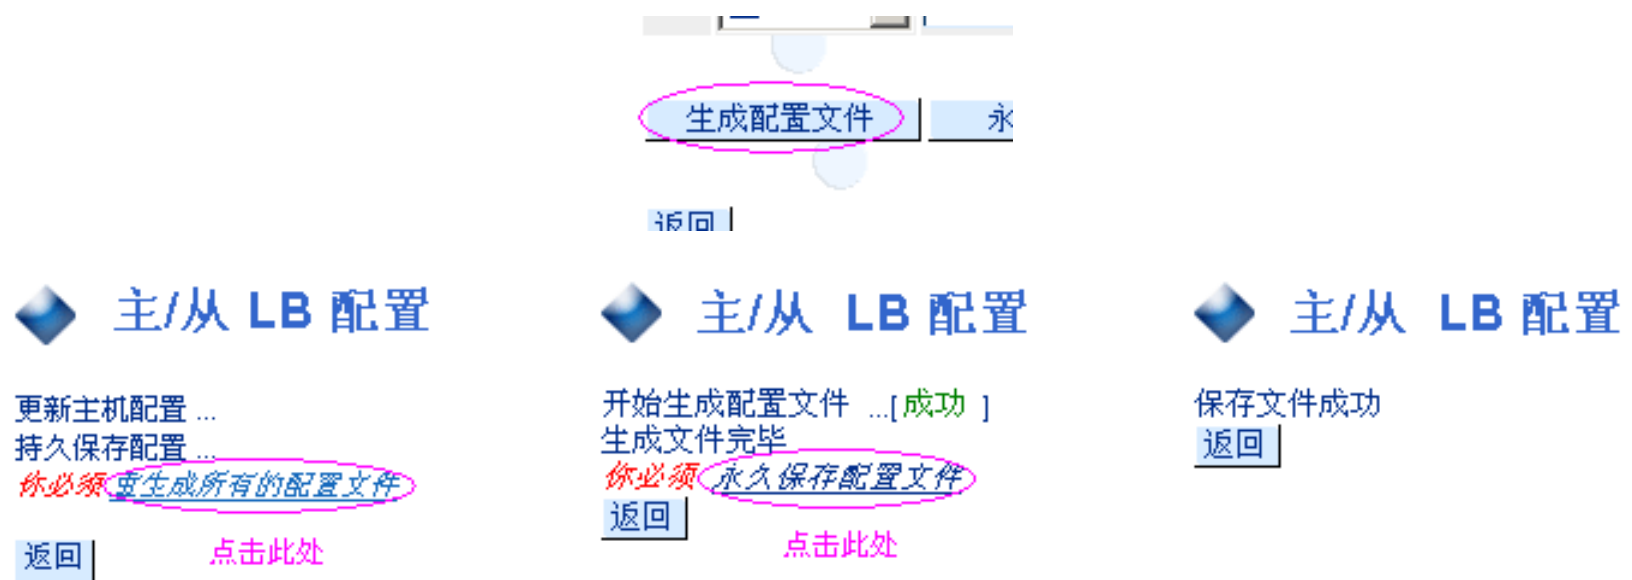 生成配置文件
永
返回
主/从 LB 配置
更新主机配置 ...
持久保存配置 ...
你必须重生成所有的配置文件
返回
点击此处
主/从 LB 配置
开始生成配置文件 ...[成功 ]
生成文件完毕
你必须 永久保存配置文件
返回
点击此处
主/从 LB 配置
保存文件成功
返回